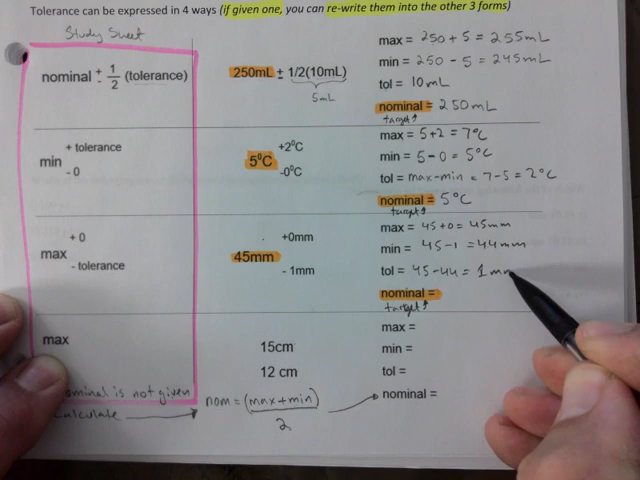 Tolerance can be expressed in 4 ways (if given one, you can re-write them into the other 3 forms)
Study Sheet
nominal ± 1/2 (tolerance)
250mL ± 1/2(10mL)
5mL
max = 250 + 5 = 255mL
min = 250 - 5 = 245mL
tol = 10mL
nominal = 250mL
target ↑
+ tolerance
min
- 0
+2°C
5°C
-0°C
max = 5+2 = 7°C
min = 5-0 = 5°C
tol = max-min = 7-5 = 2°C
nominal = 5°C
target ↑
+ 0
max
- tolerance
+0mm
45mm
- 1mm
max = 45+0 = 45mm
min = 45-1 = 44mm
tol = 45-44 = 1mm
nominal =
target ↑
max
15cm
12 cm
max =
min =
tol =
nominal =
nominal is not given
calculate → nom = (max+min) →
2